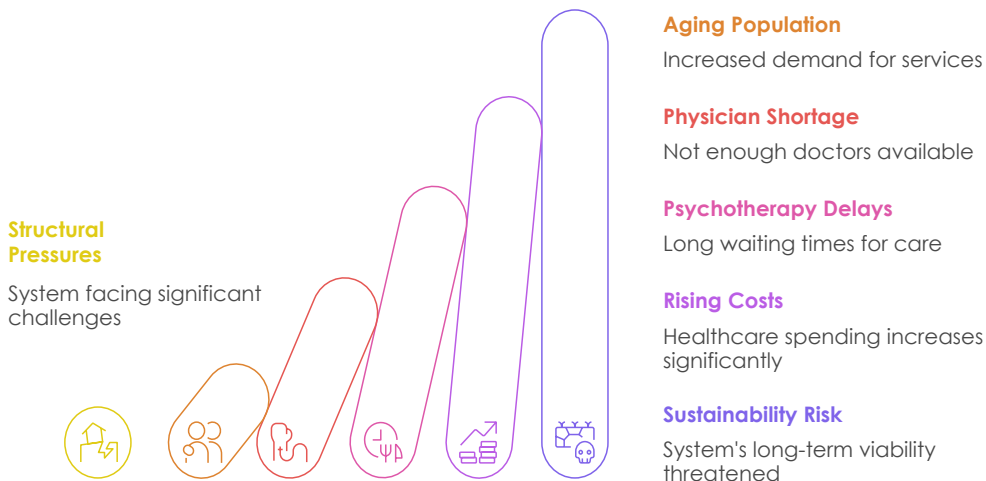 Structural
Pressures
System facing significant
challenges
Aging Population
Increased demand for services
Physician Shortage
Not enough doctors available
Psychotherapy Delays
Long waiting times for care
Rising Costs
Healthcare spending increases
significantly
Sustainability Risk
System's long-term viability
threatened